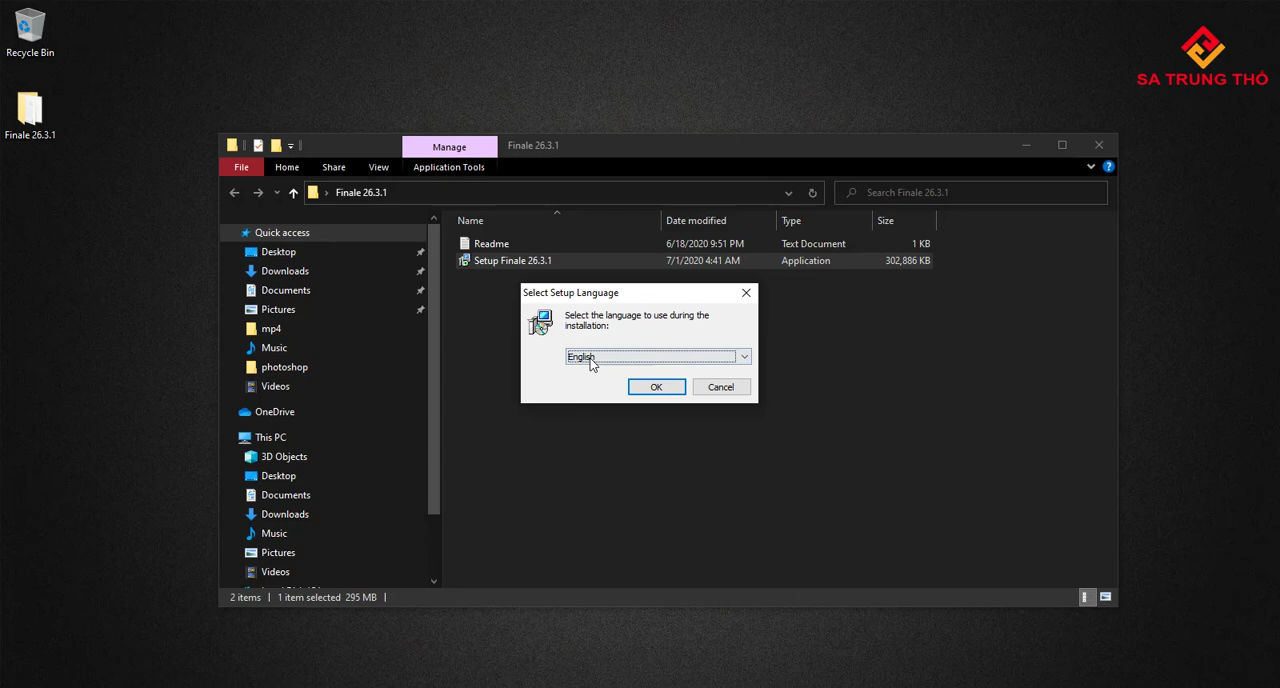 Recycle Bin
Finale 26.3.1
SA TRUNG THỔ
Manage
Finale 26.3.1
File
Home
Share
View
Application Tools
Finale 26.3.1
Search Finale 26.3.1
Name
Date modified
Type
Size
Quick access
Desktop
Downloads
Documents
Pictures
mp4
Music
photoshop
Videos
OneDrive
This PC
3D Objects
Desktop
Documents
Downloads
Music
Pictures
Videos
Readme 6/18/2020 9:51 PM Text Document 1 KB
Setup Finale 26.3.1 7/1/2020 4:41 AM Application 302,886 KB
Select Setup Language
Select the language to use during the
installation:
English
OK
Cancel
2 items
1 item selected 295 MB